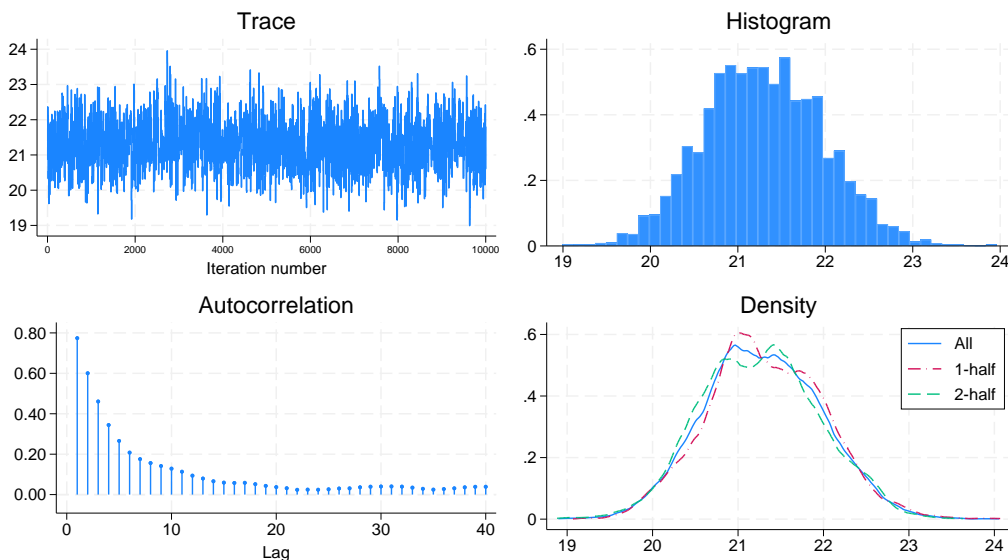 Trace
24
23
22
21
20
19
0 2000 4000 6000 8000 10000
Iteration number
Histogram
.6
.4
.2
0
19 20 21 22 23 24
Autocorrelation
0.80
0.60
0.40
0.20
0.00
0 10 20 30 40
Lag
Density
.6
.4
.2
0
19 20 21 22 23 24
All
1-half
2-half